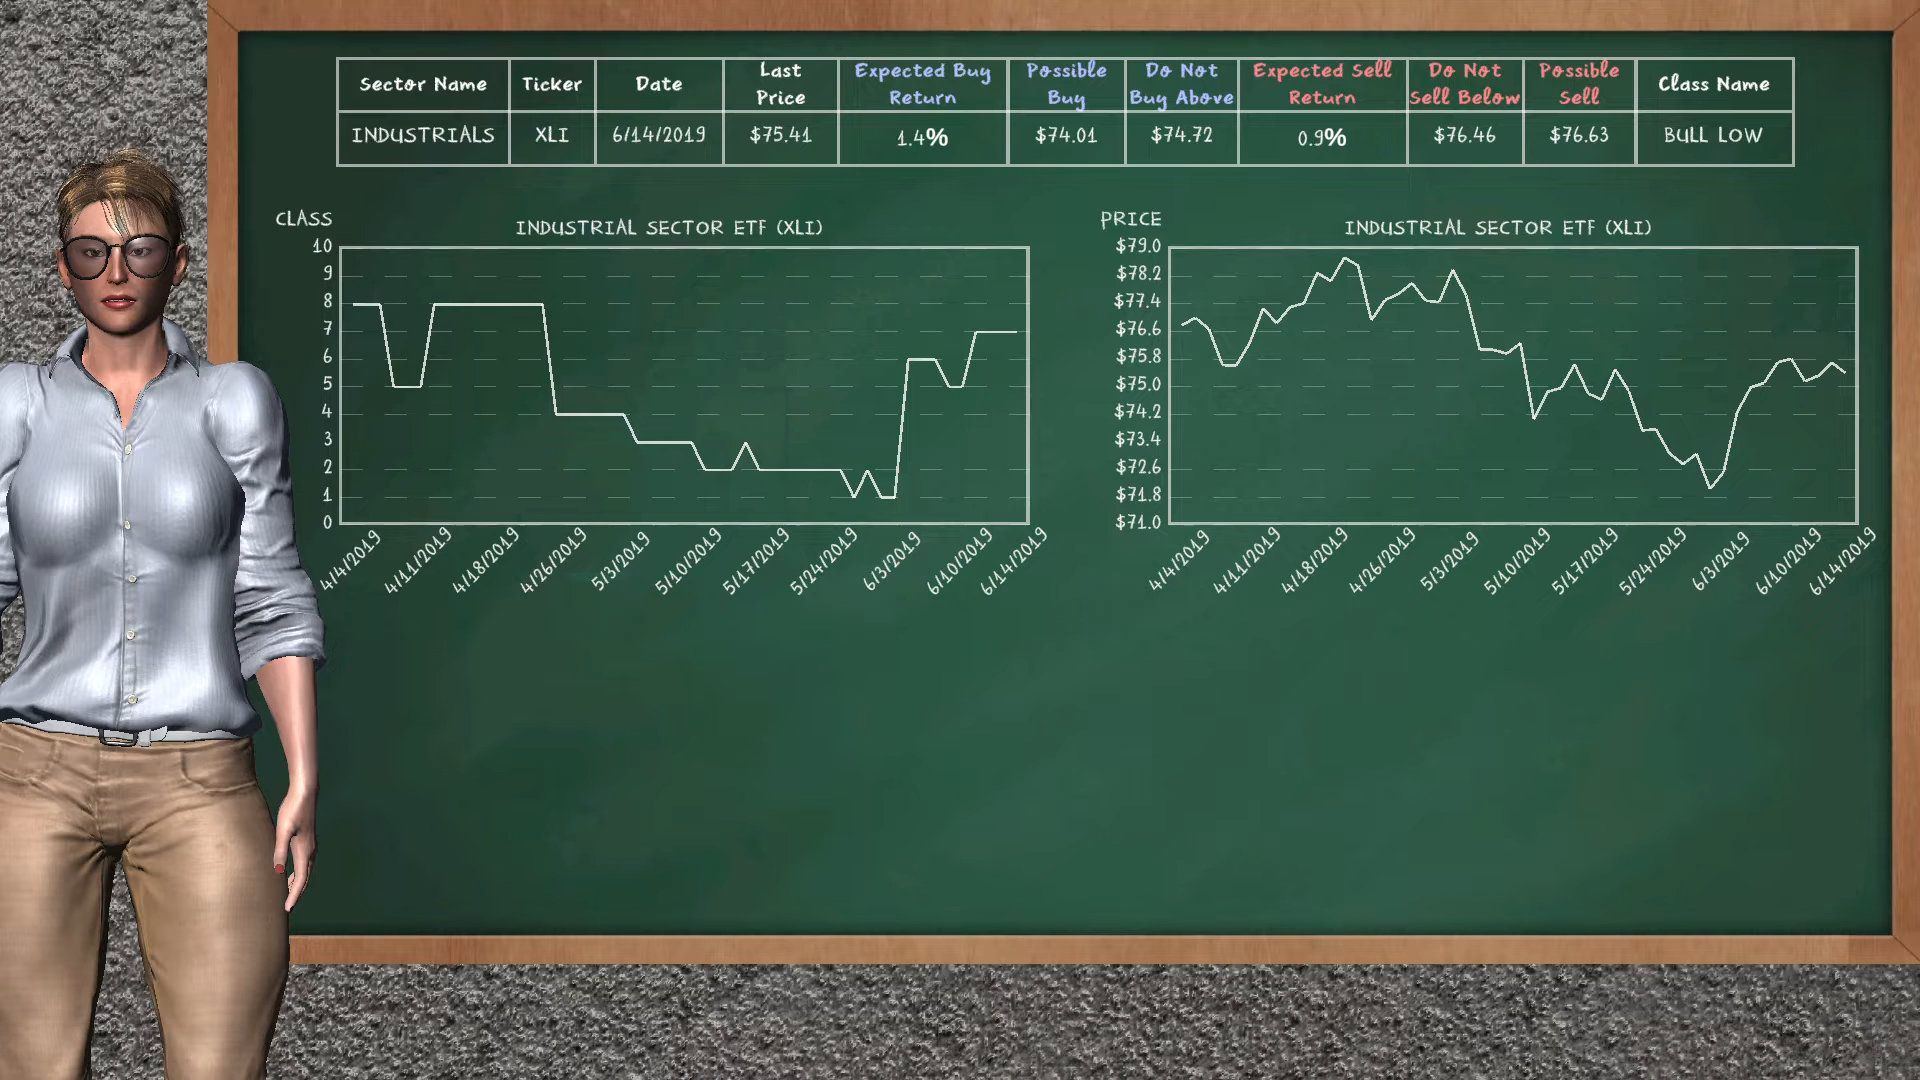 Sector Name Ticker Date Last Price Expected Buy Return Possible Buy Do Not Buy Above Expected Sell Return Do Not Sell Below Possible Sell Class Name
INDUSTRIALS XLI 6/14/2019 $75.41 1.4% $74.01 $74.72 0.9% $76.46 $76.63 BULL LOW
CLASS
INDUSTRIAL SECTOR ETF (XLI)
10
9
8
7
6
5
4
3
2
1
0
4/4/2019 4/11/2019 4/18/2019 4/26/2019 5/3/2019 5/10/2019 5/17/2019 5/24/2019 6/3/2019 6/10/2019 6/14/2019
PRICE
INDUSTRIAL SECTOR ETF (XLI)
$79.0
$78.2
$77.4
$76.6
$75.8
$75.0
$74.2
$73.4
$72.6
$71.8
$71.0
4/4/2019 4/11/2019 4/18/2019 4/26/2019 5/3/2019 5/10/2019 5/17/2019 5/24/2019 6/3/2019 6/10/2019 6/14/2019